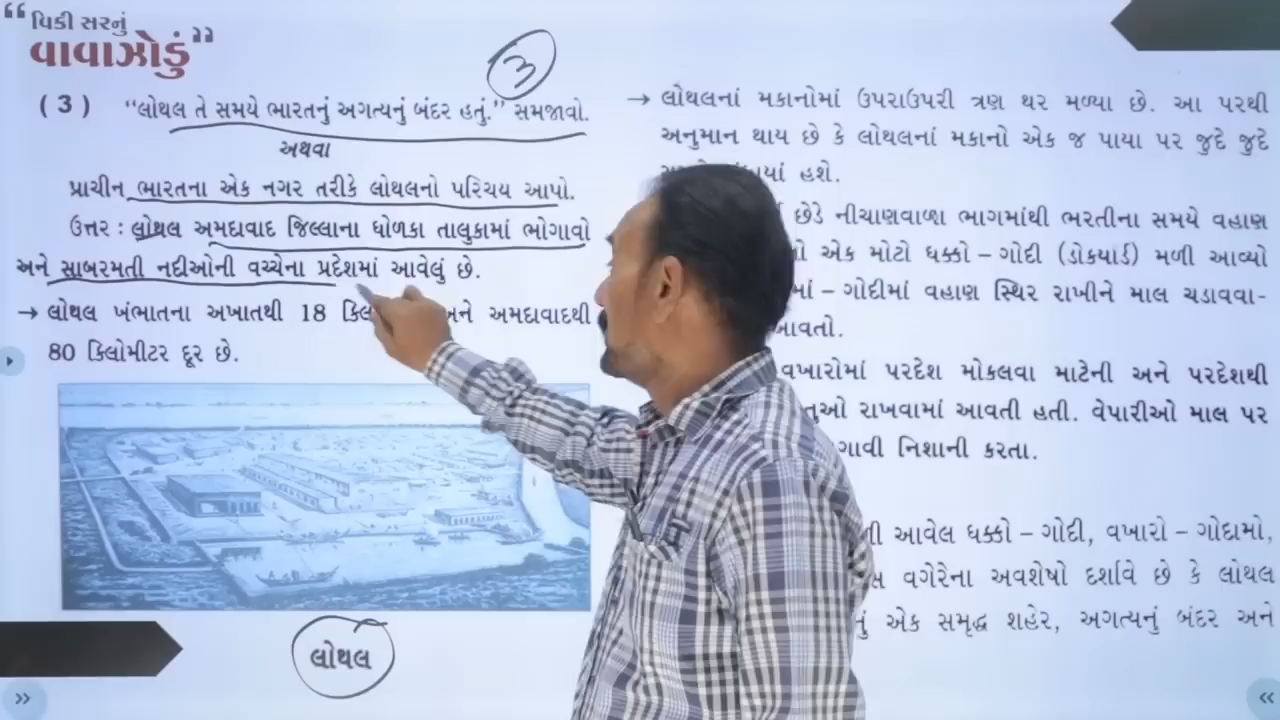 “વિકી સરનું
વાવાઝોડું”
3
( 3 ) “લોથલ તે સમયે ભારતનું અગત્યનું બંદર હતું.” સમજાવો.
અથવા
પ્રાચીન ભારતના એક નગર તરીકે લોથલનો પરિચય આપો.
ઉત્તર : લોથલ અમદાવાદ જિલ્લાના ધોળકા તાલુકામાં ભોગાવો
અને સાબરમતી નદીઓની વચ્ચેના પ્રદેશમાં આવેલું છે.
→ લોથલ ખંભાતના અખાતથી 18 અને અમદાવાદથી
80 કિલોમીટર દૂર છે.
લોથલ
→ લોથલનાં મકાનોમાં ઉપરાઉપરી ત્રણ થર મળ્યા છે. આ પરથી
અનુમાન થાય છે કે લોથલનાં મકાનો એક જ પાયા પર જુદે જુદે
હશે.
છેડે નીચાણવાળા ભાગમાંથી ભરતીના સમયે વહાણ
એક મોટો ધક્કો – ગોદી (ડોકયાર્ડ) મળી આવ્યો
– ગોદીમાં વહાણ સ્થિર રાખીને માલ ચડાવવા-
આવતો.
વખારોમાં પરદેશ મોકલવા માટેની અને પરદેશથી
રાખવામાં આવતી હતી. વેપારીઓ માલ પર
નિશાની કરતા.
આવેલ ધક્કો – ગોદી, વખારો – ગોદામો,
વગેરેના અવશેષો દર્શાવે છે કે લોથલ
એક સમૃદ્ધ શહેર, અગત્યનું બંદર અને